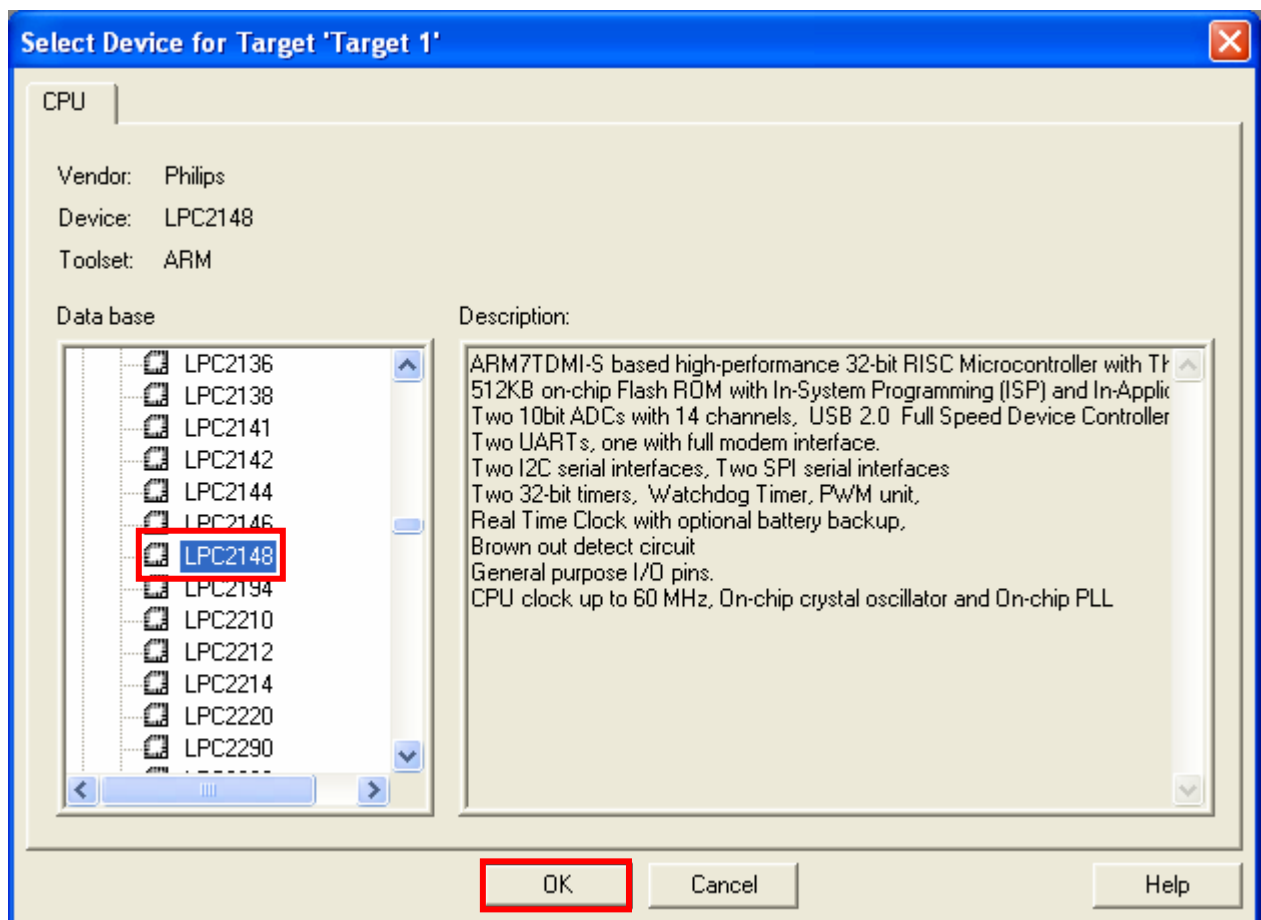 Select Device for Target 'Target 1'
CPU
Vendor: Philips
Device: LPC2148
Toolset: ARM
Data base
LPC2136
LPC2138
LPC2141
LPC2142
LPC2144
LPC2146
LPC2148
LPC2194
LPC2210
LPC2212
LPC2214
LPC2220
LPC2290
Description:
ARM7TDMI-S based high-performance 32-bit RISC Microcontroller with
512KB on-chip Flash ROM with In-System Programming (ISP) and
Two 10bit ADCs with 14 channels, USB 2.0 Full Speed Device Controller
Two UARTs, one with full modem interface.
Two I2C serial interfaces, Two SPI serial interfaces
Two 32-bit timers, Watchdog Timer, PWM unit,
Real Time Clock with optional battery backup,
Brown out detect circuit
General purpose I/O pins.
CPU clock up to 60 MHz, On-chip crystal oscillator and On-chip PLL
OK Cancel Help